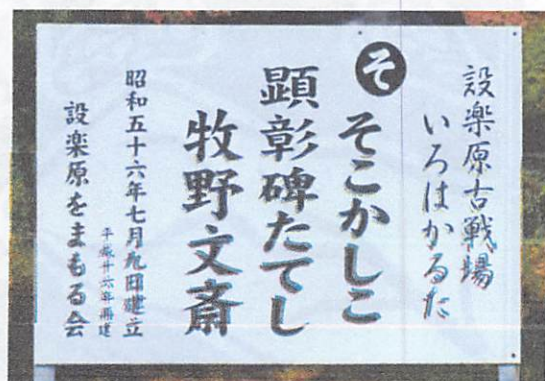 設楽原古戦場
いろはかるた
そ
そこかしこ
顕彰碑たてし
牧野文斎
昭和五十六年七月九日建立
平成廿六年再建
設楽原をまもる会